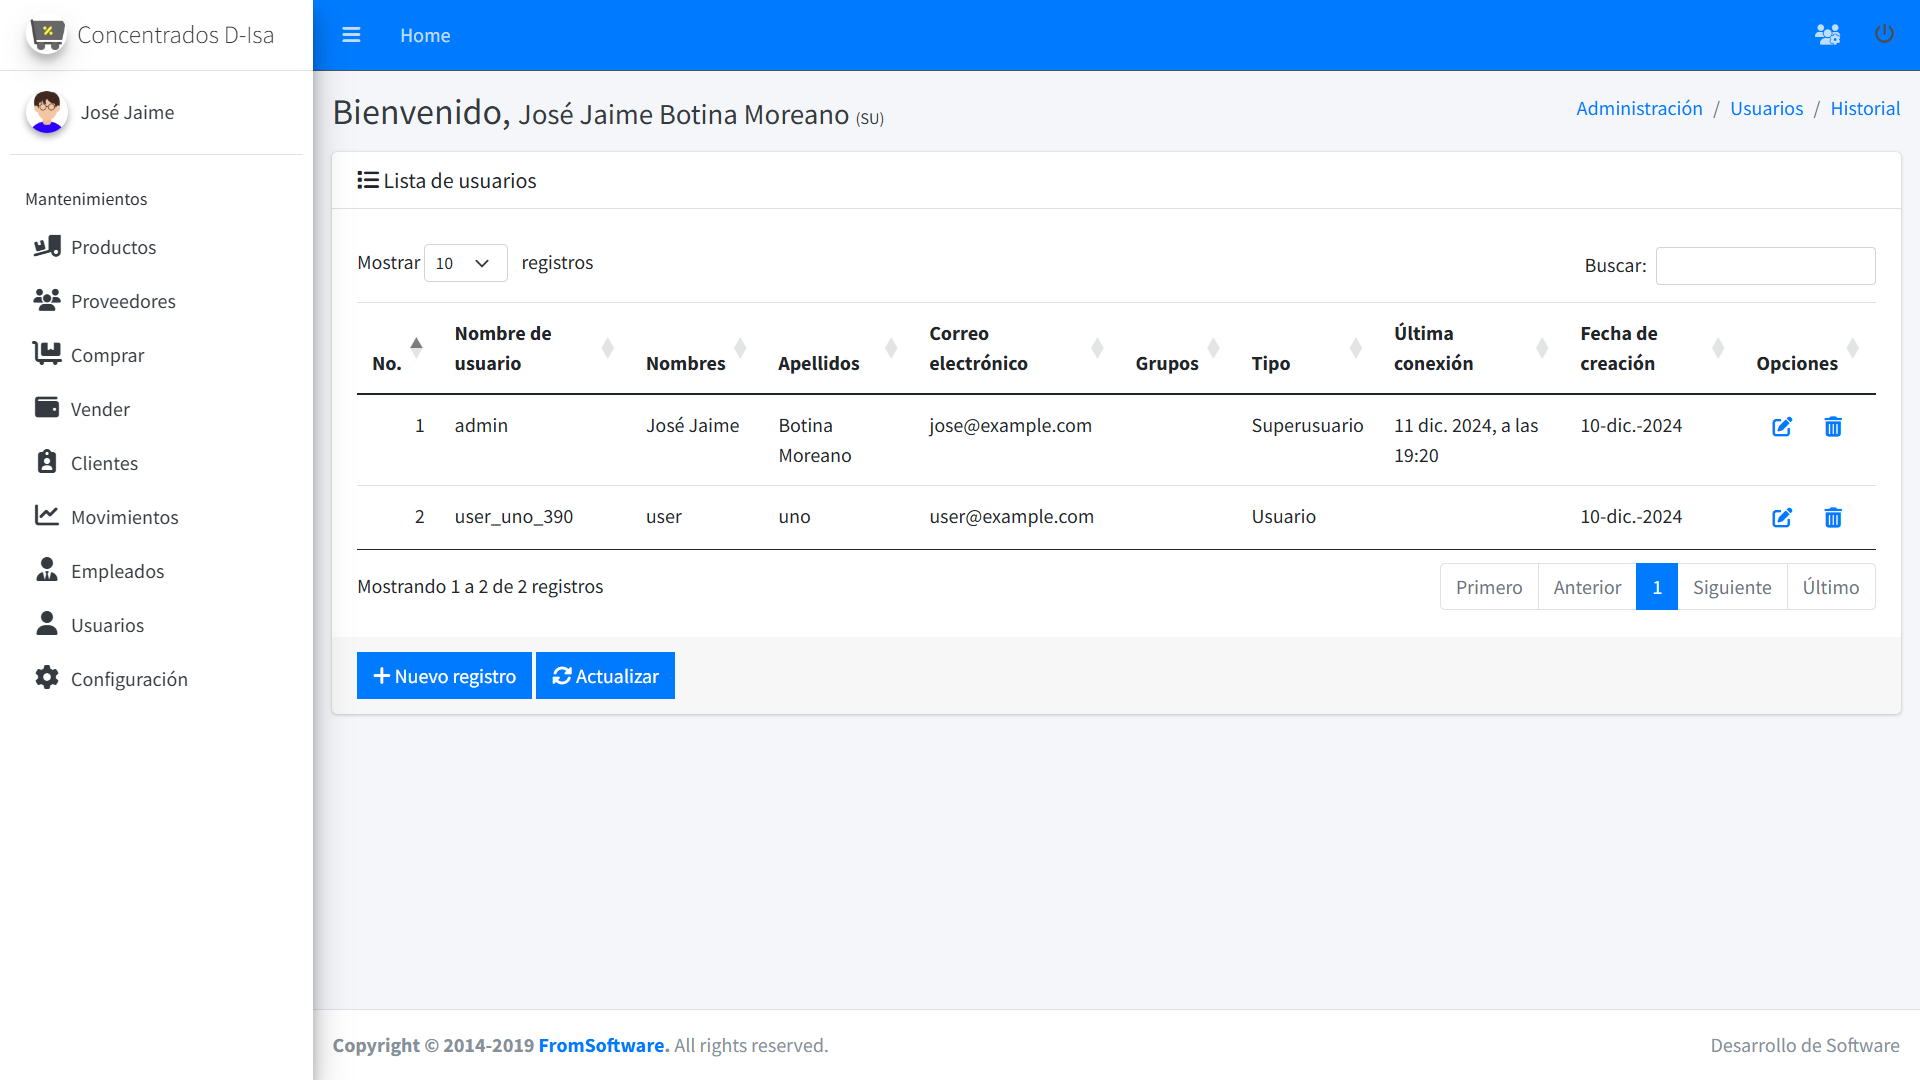 Concentrados D-Isa
Home
José Jaime
Mantenimientos
Productos
Proveedores
Comprar
Vender
Clientes
Movimientos
Empleados
Usuarios
Configuración
Bienvenido, José Jaime Botina Moreano (SU)
Administración / Usuarios / Historial
Lista de usuarios
Mostrar 10 registros
Buscar:
No. Nombre de usuario Nombres Apellidos Correo electrónico Grupos Tipo Última conexión Fecha de creación Opciones
1 admin José Jaime Botina Moreano jose@example.com Superusuario 11 dic. 2024, a las 19:20 10-dic.-2024
2 user_uno_390 user uno user@example.com Usuario 10-dic.-2024
Mostrando 1 a 2 de 2 registros
Primero Anterior 1 Siguiente Último
Nuevo registro Actualizar
Copyright © 2014-2019 FromSoftware. All rights reserved.
Desarrollo de Software